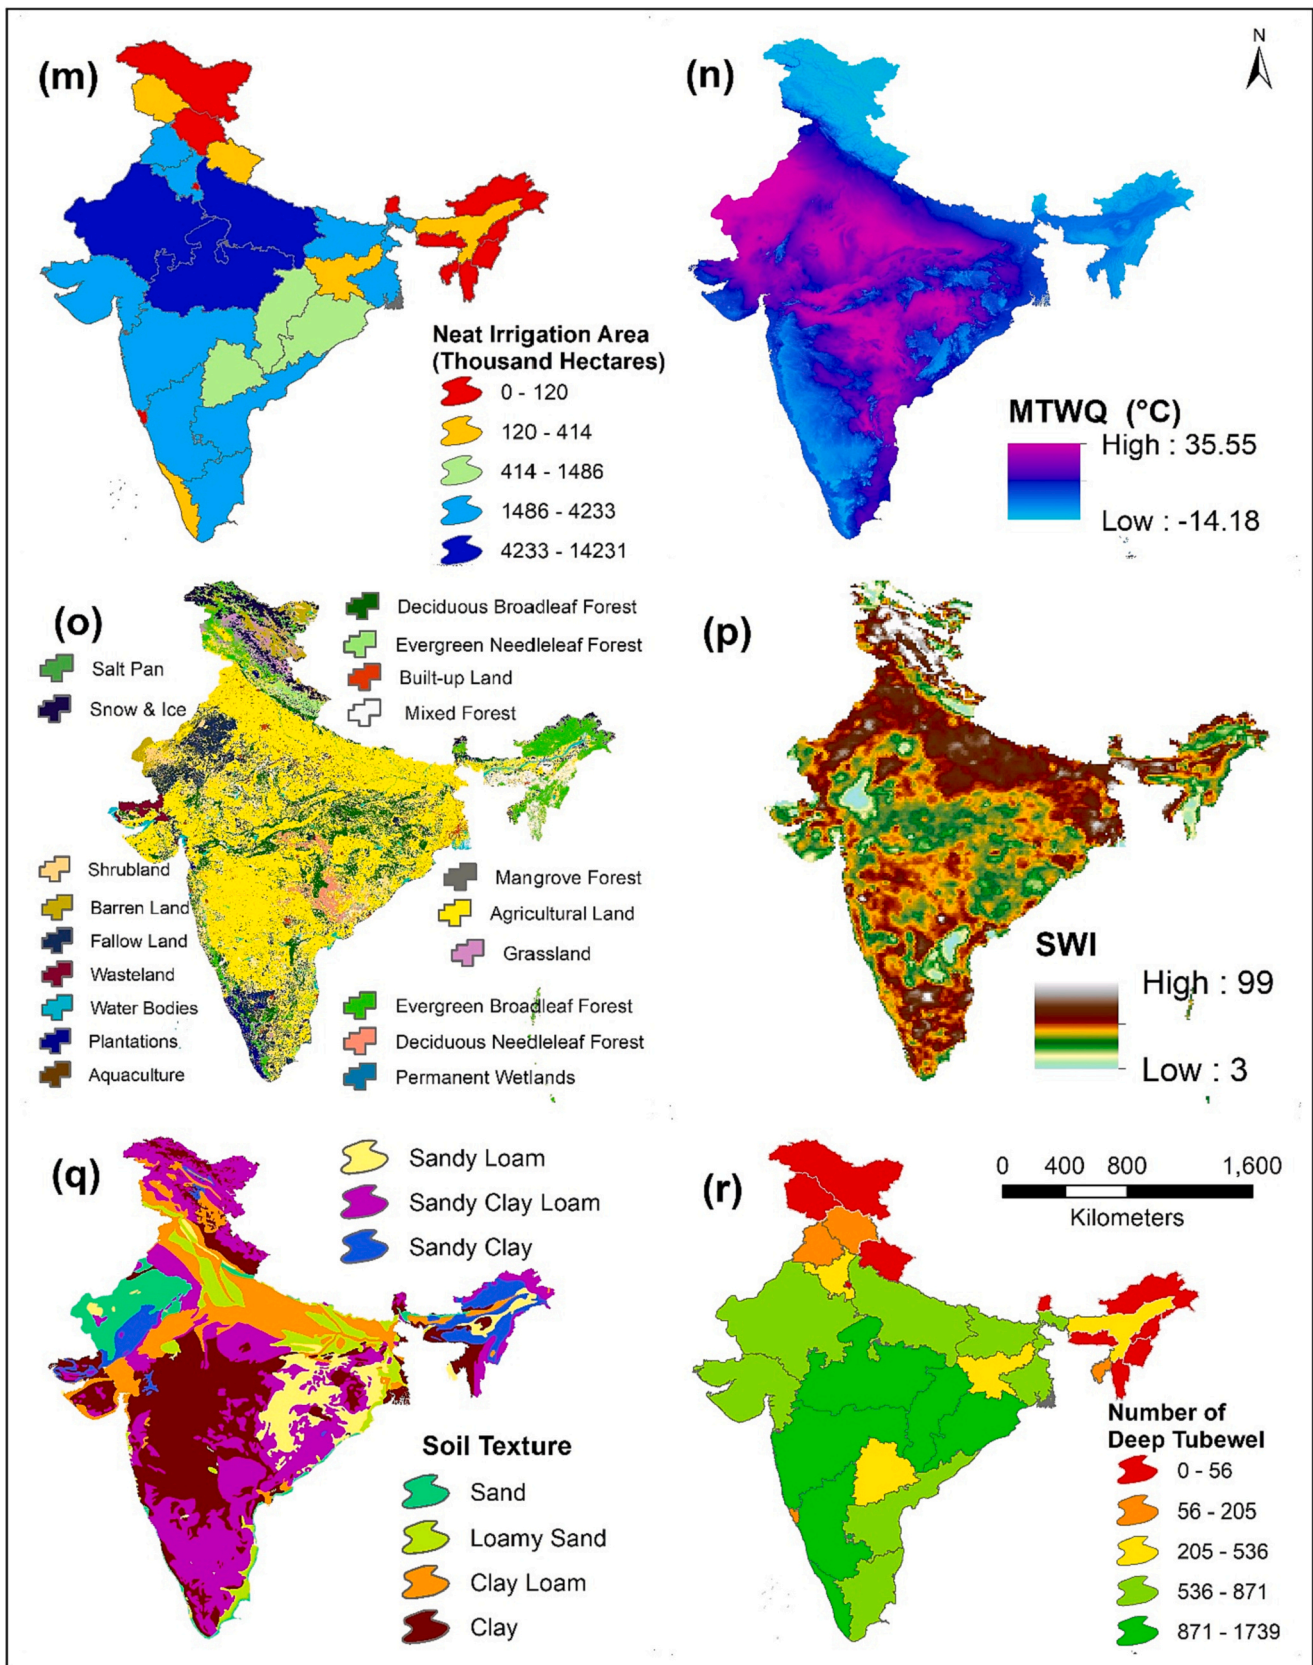 (m)
Neat Irrigation Area
(Thousand Hectares)
0 - 120
120 - 414
414 - 1486
1486 - 4233
4233 - 14231
(n)
N
MTWQ (°C)
High : 35.55
Low : -14.18
(o)
Salt Pan
Snow & Ice
Deciduous Broadleaf Forest
Evergreen Needleleaf Forest
Built-up Land
Mixed Forest
Shrubland
Barren Land
Fallow Land
Wasteland
Water Bodies
Plantations
Aquaculture
Mangrove Forest
Agricultural Land
Grassland
Evergreen Broadleaf Forest
Deciduous Needleleaf Forest
Permanent Wetlands
(p)
SWI
High : 99
Low : 3
(q)
Sandy Loam
Sandy Clay Loam
Sandy Clay
Soil Texture
Sand
Loamy Sand
Clay Loam
Clay
(r)
0 400 800 1,600
Kilometers
Number of
Deep Tubewel
0 - 56
56 - 205
205 - 536
536 - 871
871 - 1739